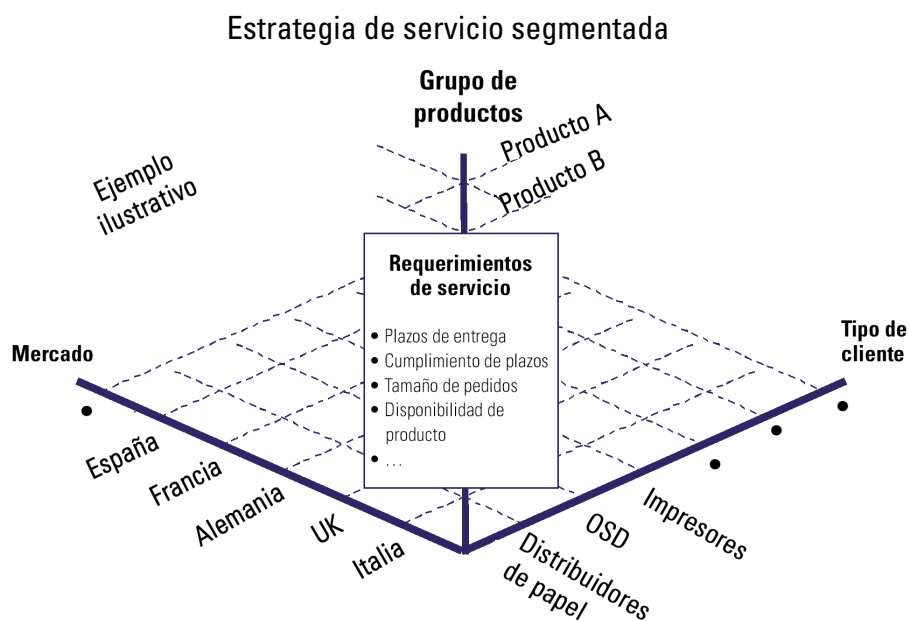 Estrategia de servicio segmentada
Grupo de
productos
Producto A
Producto B
Ejemplo
ilustrativo
Requerimientos
de servicio
• Plazos de entrega
• Cumplimiento de plazos
• Tamaño de pedidos
• Disponibilidad de
producto
• ...
Mercado
Tipo de
cliente
España
Francia
Alemania
UK
Italia
Distribuidores
de papel
OSD
Impresores